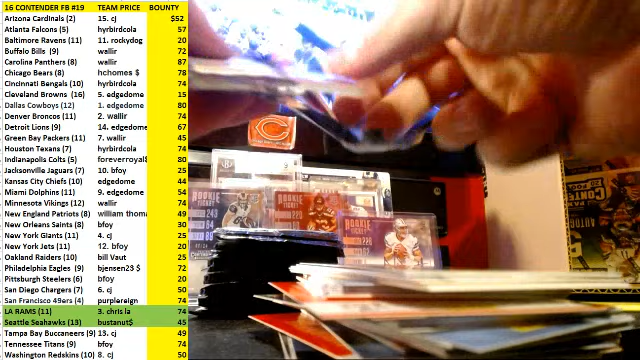 16 CONTENDER FB #19 TEAM PRICE BOUNTY
Arizona Cardinals (2) 15. cj $52
Atlanta Falcons (5) hyrbirdcola 57
Baltimore Ravens (11) 11. rockydog 20
Buffalo Bills (9) wallir 72
Carolina Panthers (8) wallir 87
Chicago Bears (8) hchomes $ 78
Cincinnati Bengals (10) hyrbirdcola 74
Cleveland Browns (16) 5. edgedome 15
Dallas Cowboys (12) 1. edgedome 80
Denver Broncos (11) 2. wallir 74
Detroit Lions (9) 14. edgedome 67
Green Bay Packers (11) 7. wallir 45
Houston Texans (7) hyrbirdcola 74
Indianapolis Colts (5) foreverroyal$ 80
Jacksonville Jaguars (7) 10. bfoy 25
Kansas City Chiefs (10) edgedome 44
Miami Dolphins (11) 9. edgedome 54
Minnesota Vikings (12) wallir 74
New England Patriots (8) william thoma 49
New Orleans Saints (8) bfoy 30
New York Giants (11) 4. cj 44
New York Jets (11) 12. bfoy 20
Oakland Raiders (10) bill Vaut 25
Philadelphia Eagles (9) bjensen23 $ 72
Pittsburgh Steelers (6) bfoy 20
San Diego Chargers (7) 6. cj 50
San Francisco 49ers (4) purplereign 74
LA RAMS (11) 3. chris la 74
Seattle Seahawks (13) bustanut$ 45
Tampa Bay Buccaneers (9) 13. cj 49
Tennessee Titans (9) bfoy 74
Washington Redskins (10) 8. cj 50
ROOKIE
TICKET
ROOKIE
TICKET
ROOKIE
TICKET